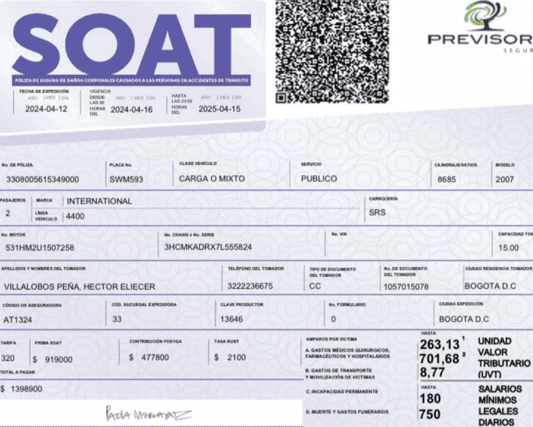 SOAT
PREVISOR
SEGUR
PÓLIZA DE SEGURO DE DAÑOS CORPORALES CAUSADOS A LAS PERSONAS EN ACCIDENTES DE TRÁNSITO
FECHA DE EXPEDICIÓN
AÑO MES DÍA
2024-04-12
VIGENCIA
DESDE LAS 00 HORAS DEL
AÑO MES DÍA
2024-04-16
HASTA LAS 23:59 HORAS DEL
AÑO MES DÍA
2025-04-15
No. DE PÓLIZA PLACA No. CLASE VEHÍCULO SERVICIO CILINDRAJE/VATIOS MODELO
3308005615349000 SWM593 CARGA O MIXTO PUBLICO 8685 2007
PASAJEROS MARCA INTERNATIONAL CARROCERÍA
2 LÍNEA VEHÍCULO 4400 SRS
No. MOTOR No. CHASIS o No. SERIE No. VIN CAPACIDAD TON
531HM2U1507258 3HCMKADRX7L555824 15.00
APELLIDOS Y NOMBRES DEL TOMADOR TELÉFONO DEL TOMADOR TIPO DE DOCUMENTO DEL TOMADOR No. DE DOCUMENTO DEL TOMADOR CIUDAD RESIDENCIA TOMADOR
VILLALOBOS PEÑA, HECTOR ELIECER 3222236675 CC 1057015078 BOGOTA D.C
CÓDIGO DE ASEGURADORA CÓD. SUCURSAL EXPEDIDORA CLAVE PRODUCTOR No. FORMULARIO CIUDAD EXPEDICIÓN
AT1324 33 13646 0 BOGOTA D.C
TARIFA PRIMA SOAT CONTRIBUCIÓN FOSYGA TASA RUNT
320 $ 919000 $ 477800 $ 2100
TOTAL A PAGAR
$ 1398900
AMPAROS POR VÍCTIMA HASTA
A. GASTOS MÉDICOS QUIRÚRGICOS, FARMACÉUTICOS Y HOSPITALARIOS. 263,13 1
701,68 2
B. GASTOS DE TRANSPORTE Y MOVILIZACIÓN DE VÍCTIMAS 8,77
UNIDAD VALOR TRIBUTARIO (UVT)
HASTA
C. INCAPACIDAD PERMANENTE 180
D. MUERTE Y GASTOS FUNERARIOS 750
SALARIOS MÍNIMOS LEGALES DIARIOS